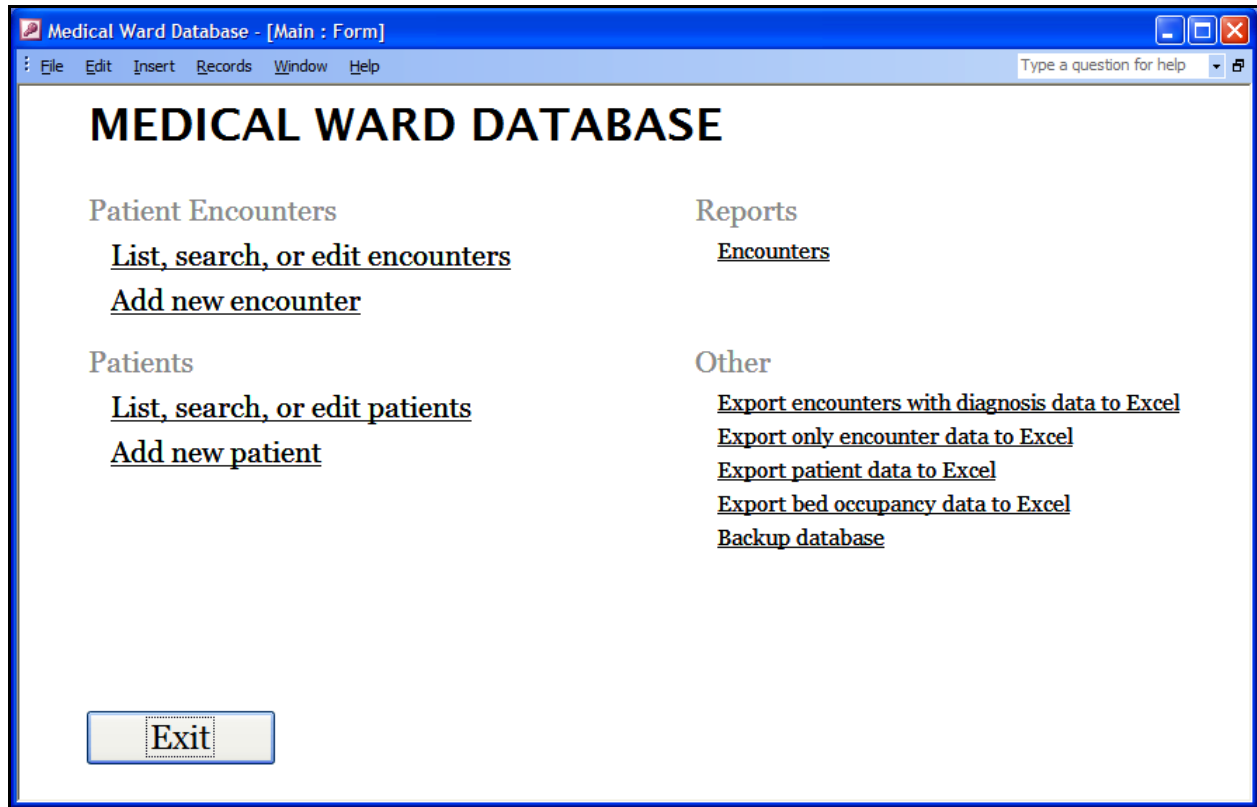 Medical Ward Database - [Main : Form]
File Edit Insert Records Window Help Type a question for help
MEDICAL WARD DATABASE
Patient Encounters
List, search, or edit encounters
Add new encounter
Patients
List, search, or edit patients
Add new patient
Reports
Encounters
Other
Export encounters with diagnosis data to Excel
Export only encounter data to Excel
Export patient data to Excel
Export bed occupancy data to Excel
Backup database
Exit